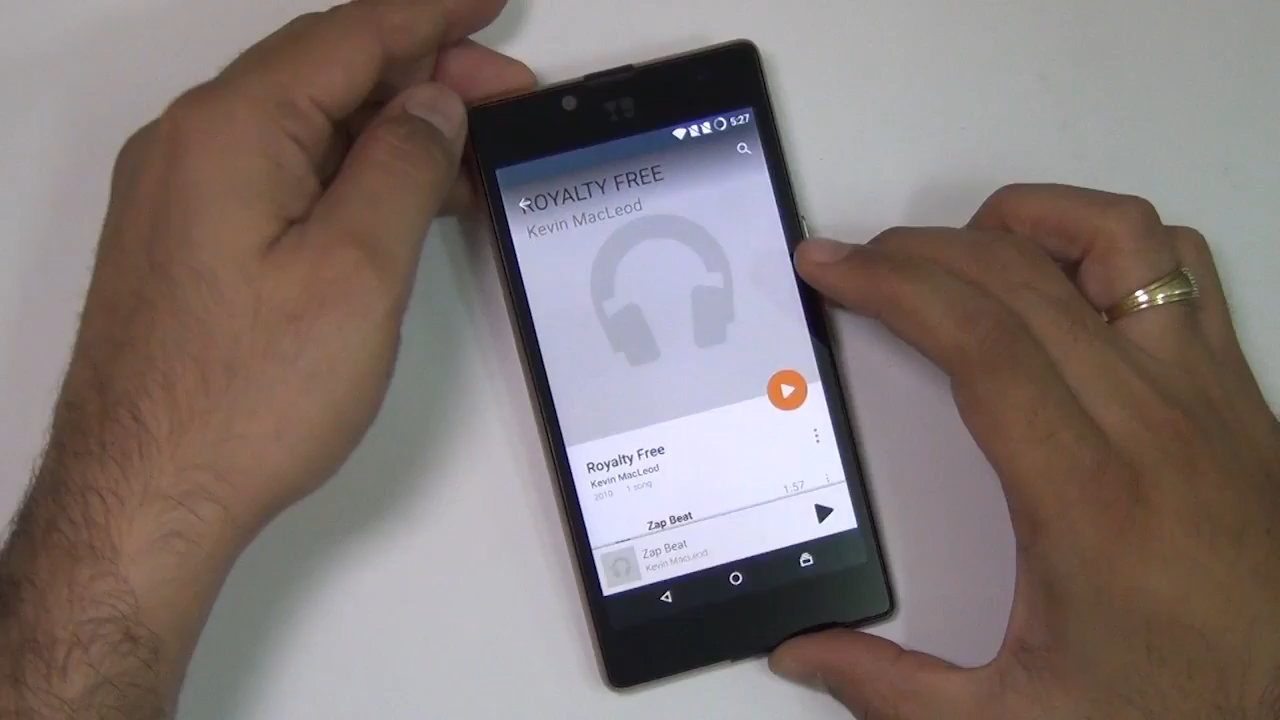 YU
5:27
ROYALTY FREE
Kevin MacLeod
Royalty Free
Kevin MacLeod
2010 1 song
Zap Beat 1:57
Zap Beat
Kevin MacLeod